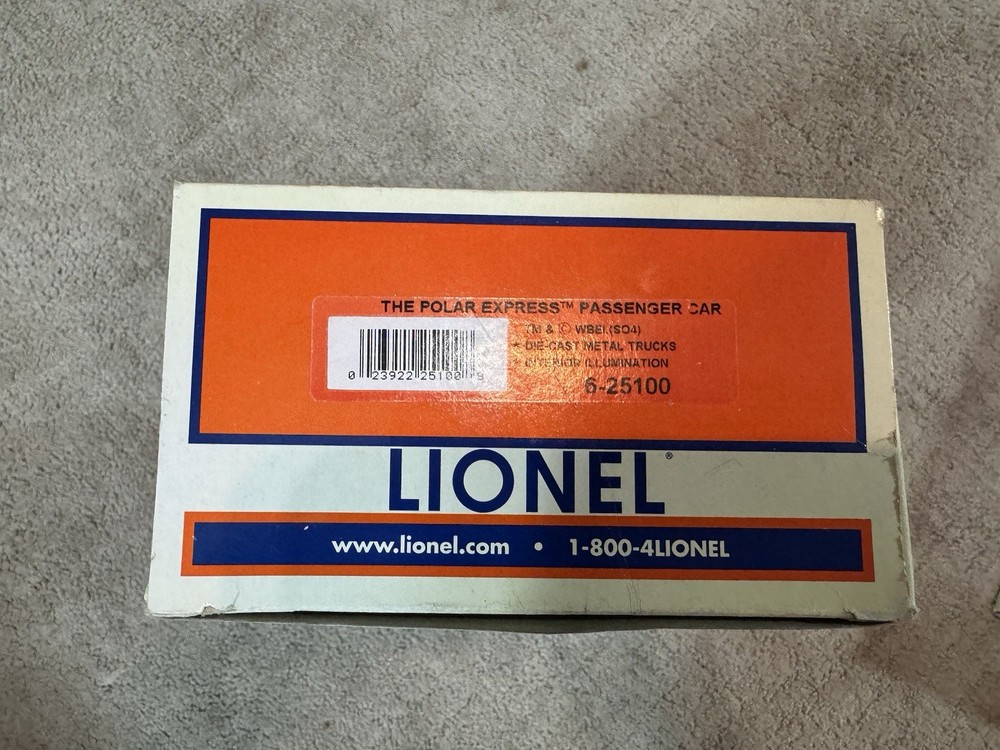 THE POLAR EXPRESS™ PASSENGER CAR
TM & © WBEI.(SO4)
* DIE-CAST METAL TRUCKS
* INTERIOR ILLUMINATION
6-25100
0 23922 25100 9
LIONEL®
www.lionel.com • 1-800-4LIONEL